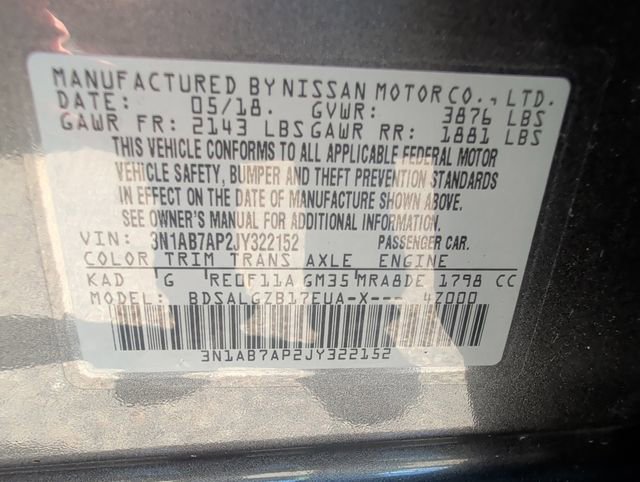 MANUFACTURED BY NISSAN MOTOR CO., LTD.
DATE: 05/18. GVWR: 3876 LBS
GAWR FR: 2143 LBS GAWR RR: 1881 LBS
THIS VEHICLE CONFORMS TO ALL APPLICABLE FEDERAL MOTOR
VEHICLE SAFETY, BUMPER AND THEFT PREVENTION STANDARDS
IN EFFECT ON THE DATE OF MANUFACTURE SHOWN ABOVE.
SEE OWNER'S MANUAL FOR ADDITIONAL INFORMATION.
VIN: 3N1AB7AP2JY322152 PASSENGER CAR.
COLOR TRIM TRANS AXLE ENGINE
KAD G RE0F11A GM35 MRA8DE 1798 CC
MODEL: BDSALGZB17EUA-X--- 4Z000
3N1AB7AP2JY322152